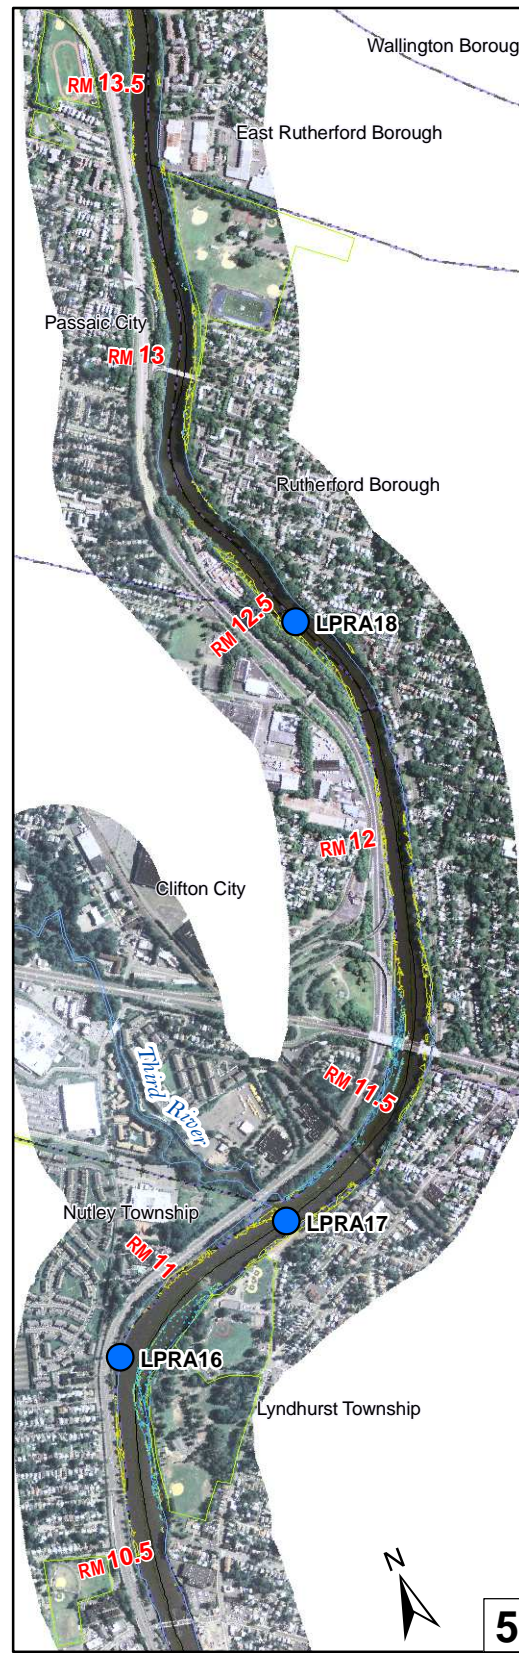 Wallington Boroug
RM 13.5
East Rutherford Borough
Passaic City
RM 13
Rutherford Borough
RM 12.5
LPRA18
RM 12
Clifton City
Third River
RM 11.5
Nutley Township
LPRA17
RM 11
LPRA16
Lyndhurst Township
RM 10.5
N
5